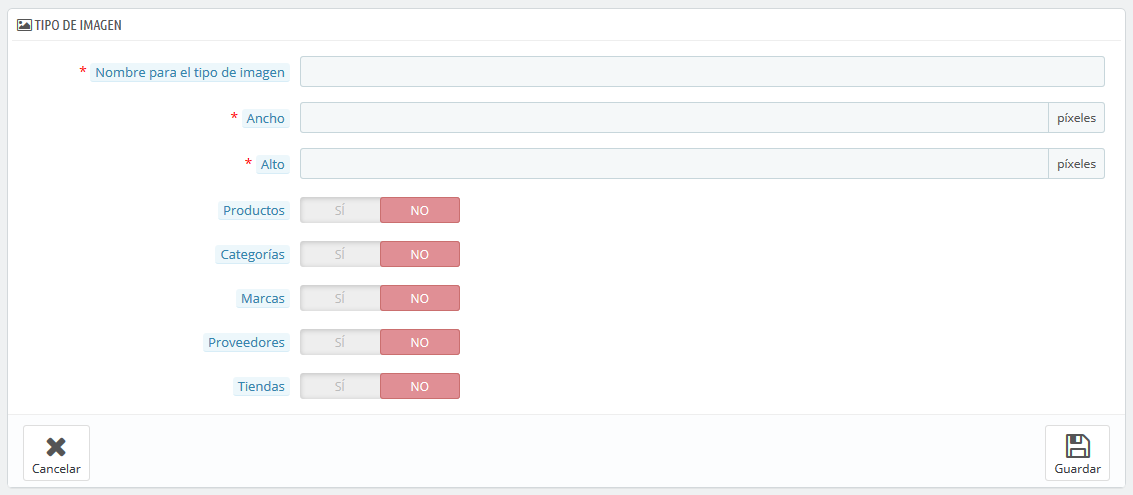 TIPO DE IMAGEN
* Nombre para el tipo de imagen
* Ancho píxeles
* Alto píxeles
Productos SÍ NO
Categorías SÍ NO
Marcas SÍ NO
Proveedores SÍ NO
Tiendas SÍ NO
Cancelar Guardar